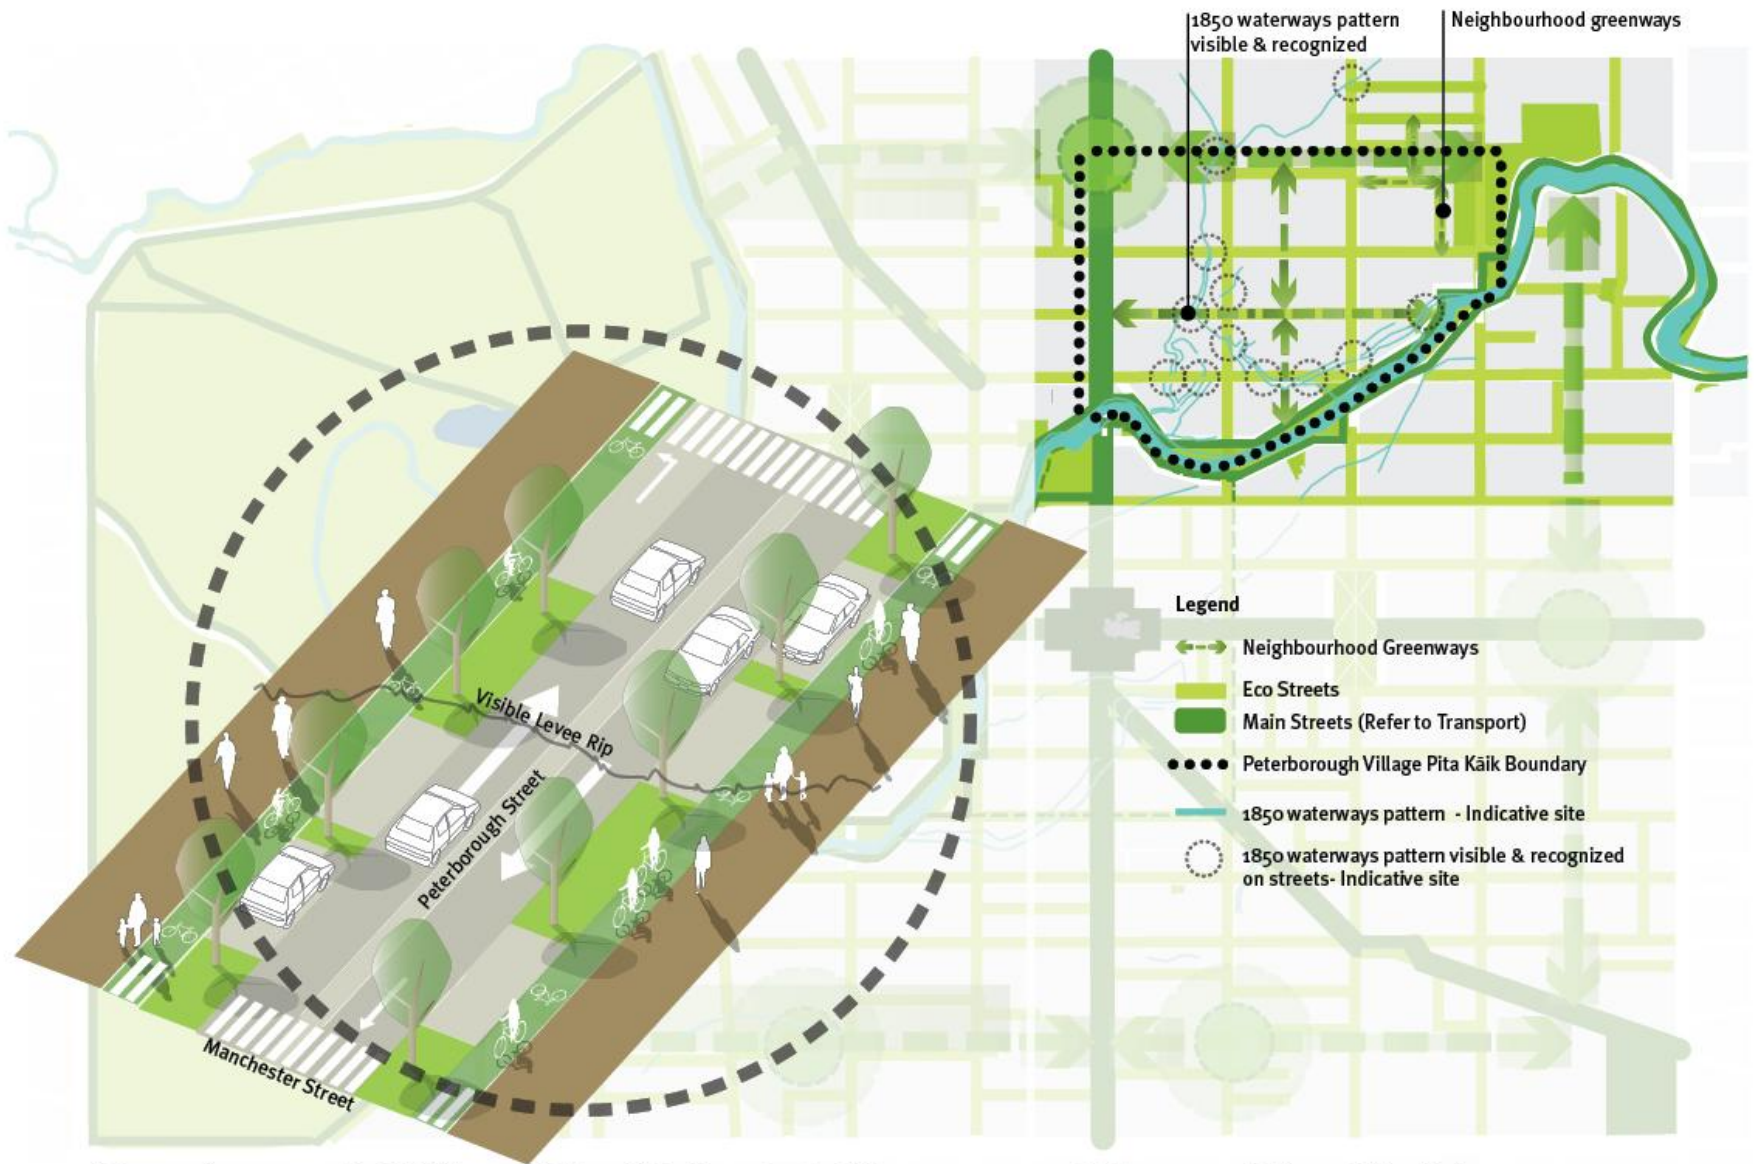 1850 waterways pattern
visible & recognized
Neighbourhood greenways
Visible Levee Rip
Peterborough Street
Manchester Street
Legend
Neighbourhood Greenways
Eco Streets
Main Streets (Refer to Transport)
Peterborough Village Pita Kāik Boundary
1850 waterways pattern - Indicative site
1850 waterways pattern visible & recognized
on streets- Indicative site